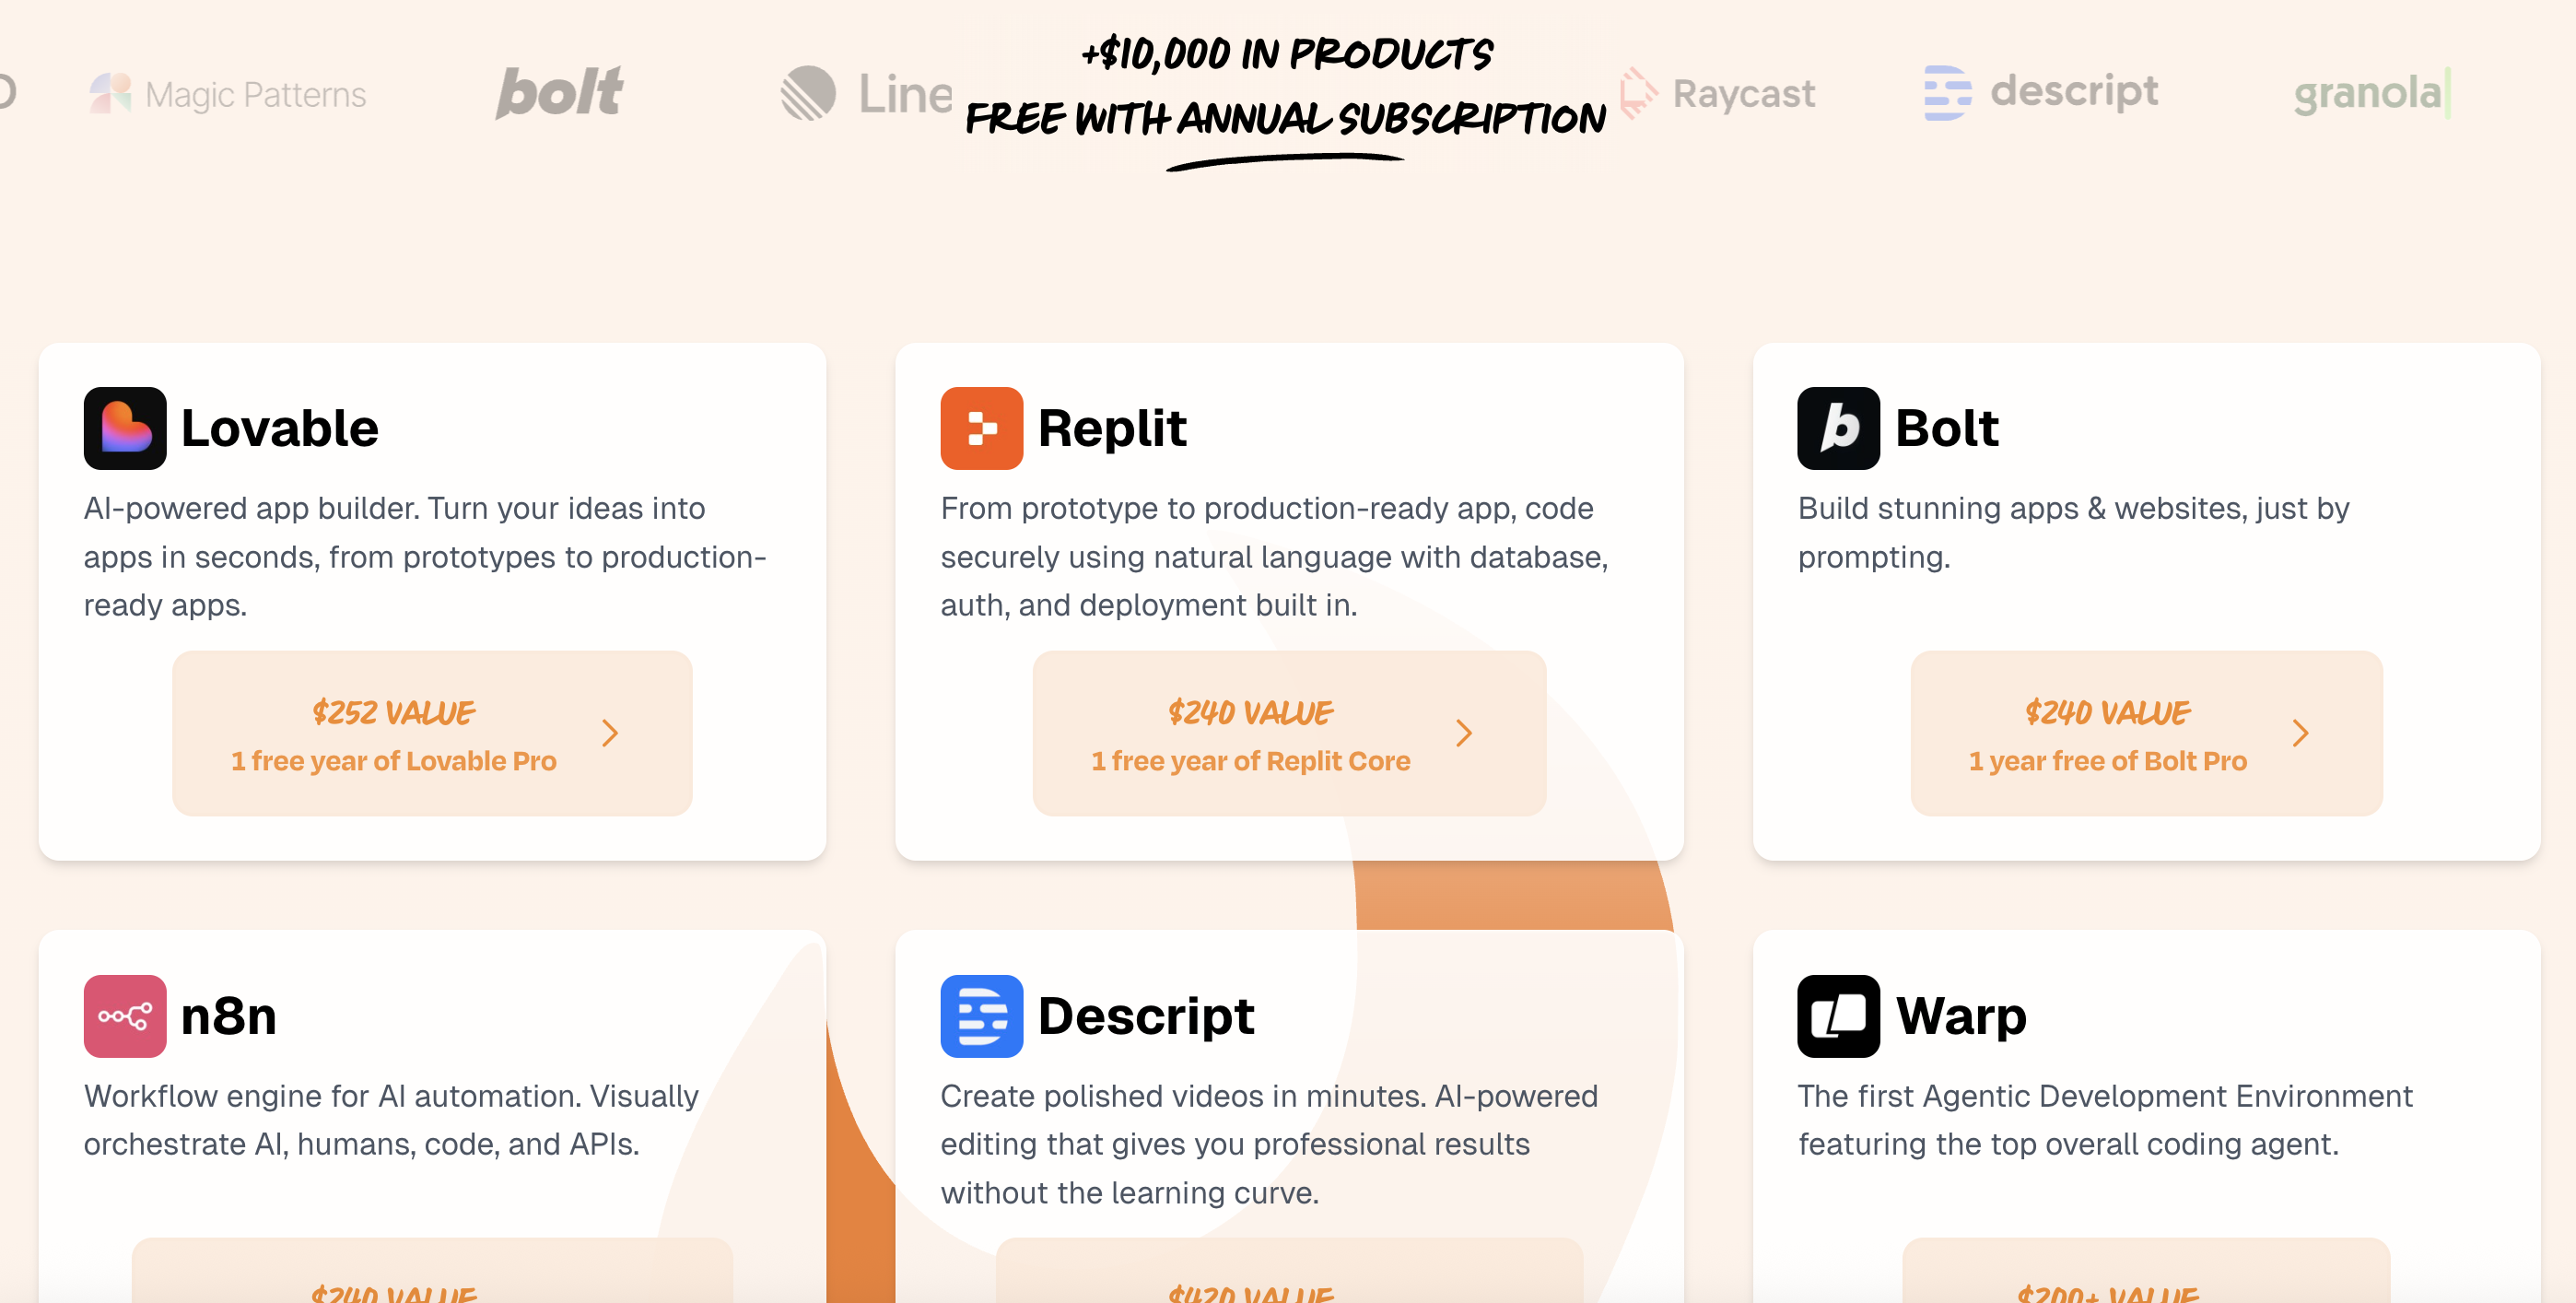 +$10,000 IN PRODUCTS
FREE WITH ANNUAL SUBSCRIPTION
Magic Patterns
bolt
Line
Raycast
descript
granola
Lovable
AI-powered app builder. Turn your ideas into
apps in seconds, from prototypes to production-
ready apps.
$252 VALUE
1 free year of Lovable Pro
Replit
From prototype to production-ready app, code
securely using natural language with database,
auth, and deployment built in.
$240 VALUE
1 free year of Replit Core
Bolt
Build stunning apps & websites, just by
prompting.
$240 VALUE
1 year free of Bolt Pro
n8n
Workflow engine for AI automation. Visually
orchestrate AI, humans, code, and APIs.
$240 VALUE
Descript
Create polished videos in minutes. AI-powered
editing that gives you professional results
without the learning curve.
$420 VALUE
Warp
The first Agentic Development Environment
featuring the top overall coding agent.
$200+ VALUE